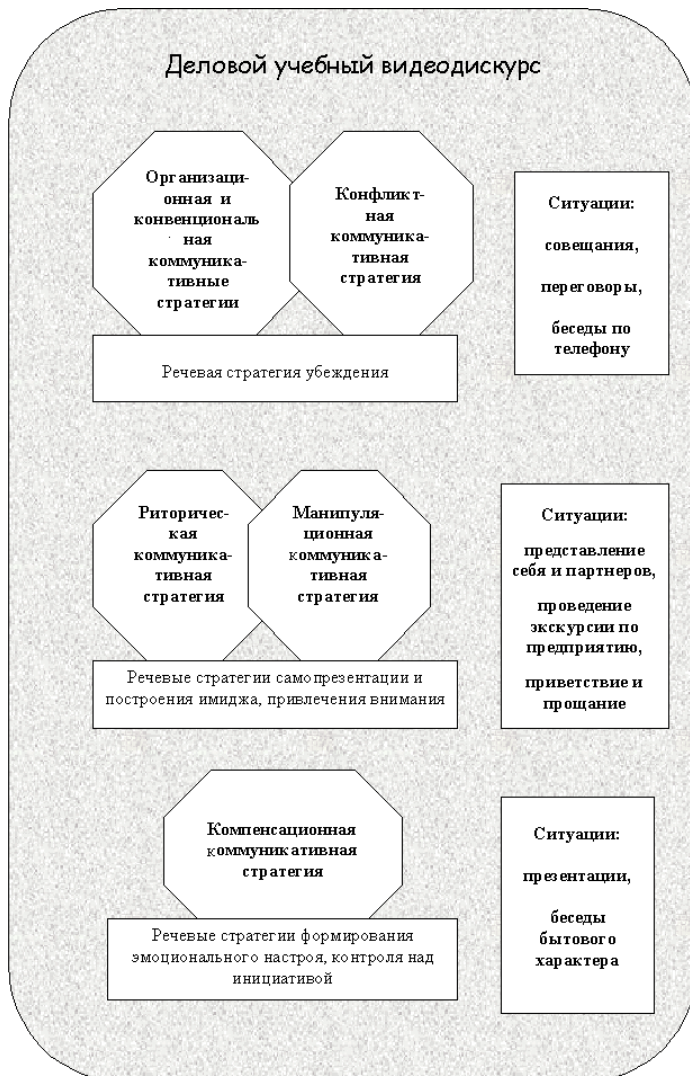 Деловой учебный видеодискурс
Организаци-
онная и
конвенциональ
ная
коммуника-
тивные
стратегии
Конфликт-
ная
коммуника-
тивная
стратегия
Речевая стратегия убеждения
Ситуации:
совещания,
переговоры,
беседы по
телефону
Риторичес-
кая
коммуника-
тивная
стратегия
Манипуля-
ционная
коммуника-
тивная
стратегия
Речевые стратегии самопрезентации и
построения имиджа, привлечения внимания
Ситуации:
представление
себя и партнеров,
проведение
экскурсии по
предприятию,
приветствие и
прощание
Компенсационная
коммуникативная
стратегия
Речевые стратегии формирования
эмоционального настроя, контроля над
инициативой
Ситуации:
презентации,
беседы
бытового
характера